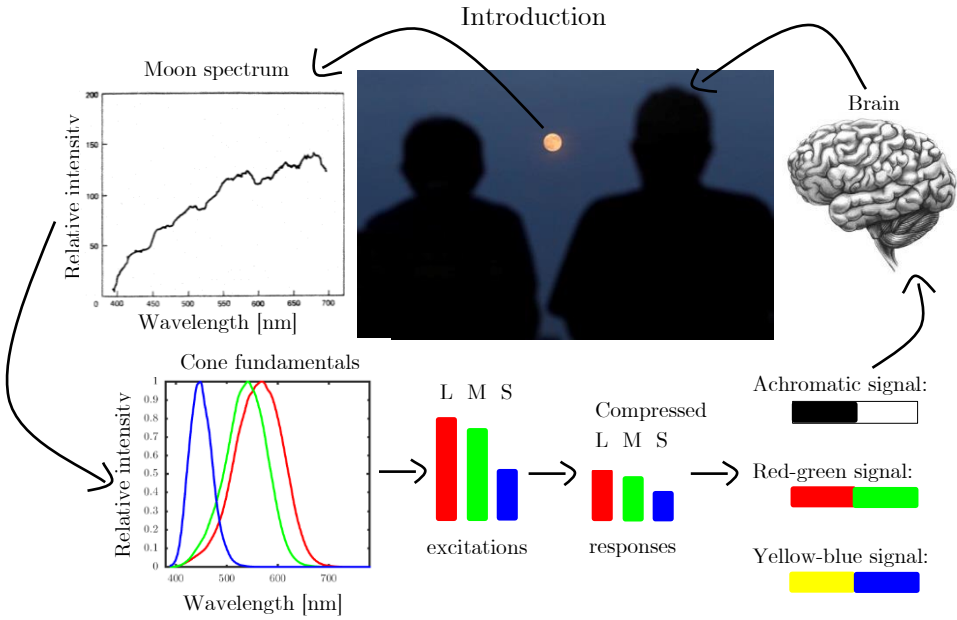 Introduction
Moon spectrum
Relative intensity
200
150
100
50
0
400 450 500 550 600 650 700
Wavelength [nm]
Brain
Cone fundamentals
Relative intensity
1
0.9
0.8
0.7
0.6
0.5
0.4
0.3
0.2
0.1
0
400 500 600 700
Wavelength [nm]
L M S
excitations
Compressed
L M S
responses
Achromatic signal:
Red-green signal:
Yellow-blue signal: